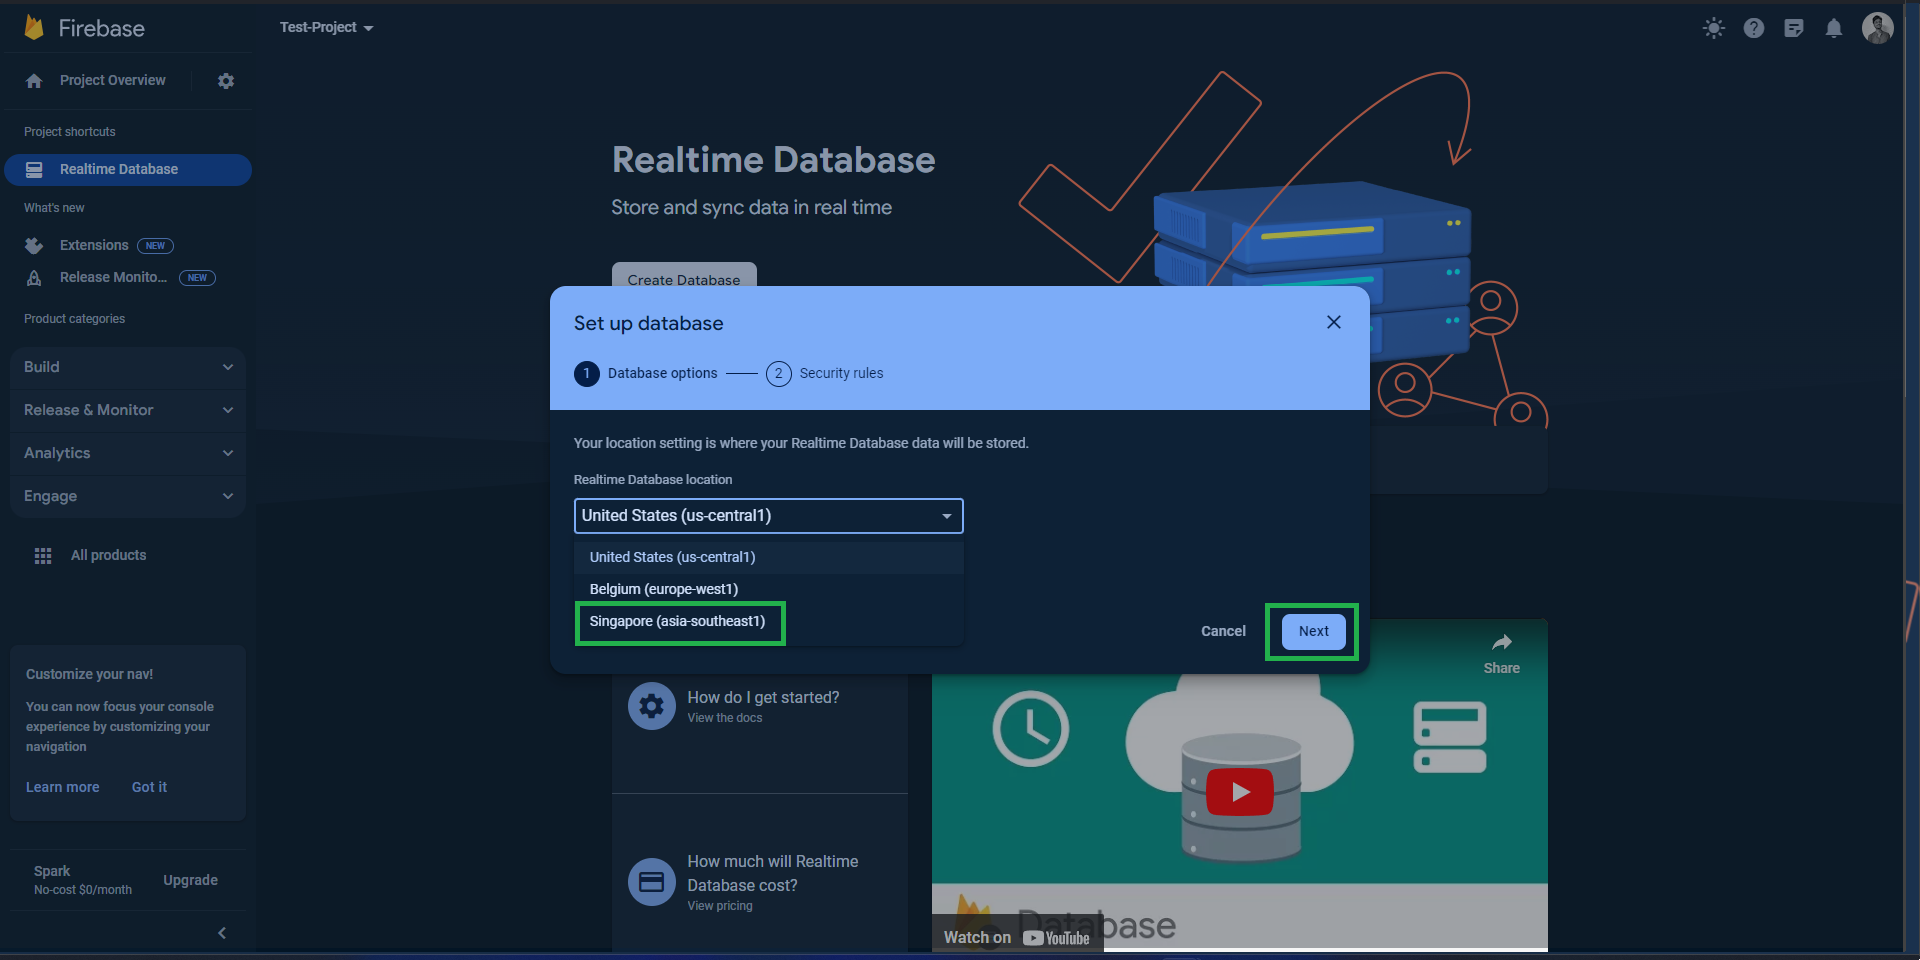 Firebase
Test-Project
Project Overview
Project shortcuts
Realtime Database
What's new
Extensions NEW
Release Monito... NEW
Product categories
Build
Release & Monitor
Analytics
Engage
All products
Customize your nav!
You can now focus your console
experience by customizing your
navigation
Learn more Got it
Spark
No-cost $0/month
Upgrade
Realtime Database
Store and sync data in real time
Create Database
Set up database
1 Database options 2 Security rules
Your location setting is where your Realtime Database data will be stored.
Realtime Database location
United States (us-central1)
United States (us-central1)
Belgium (europe-west1)
Singapore (asia-southeast1)
Cancel Next
How do I get started?
View the docs
How much will Realtime
Database cost?
View pricing
Share
Database
Watch on YouTube